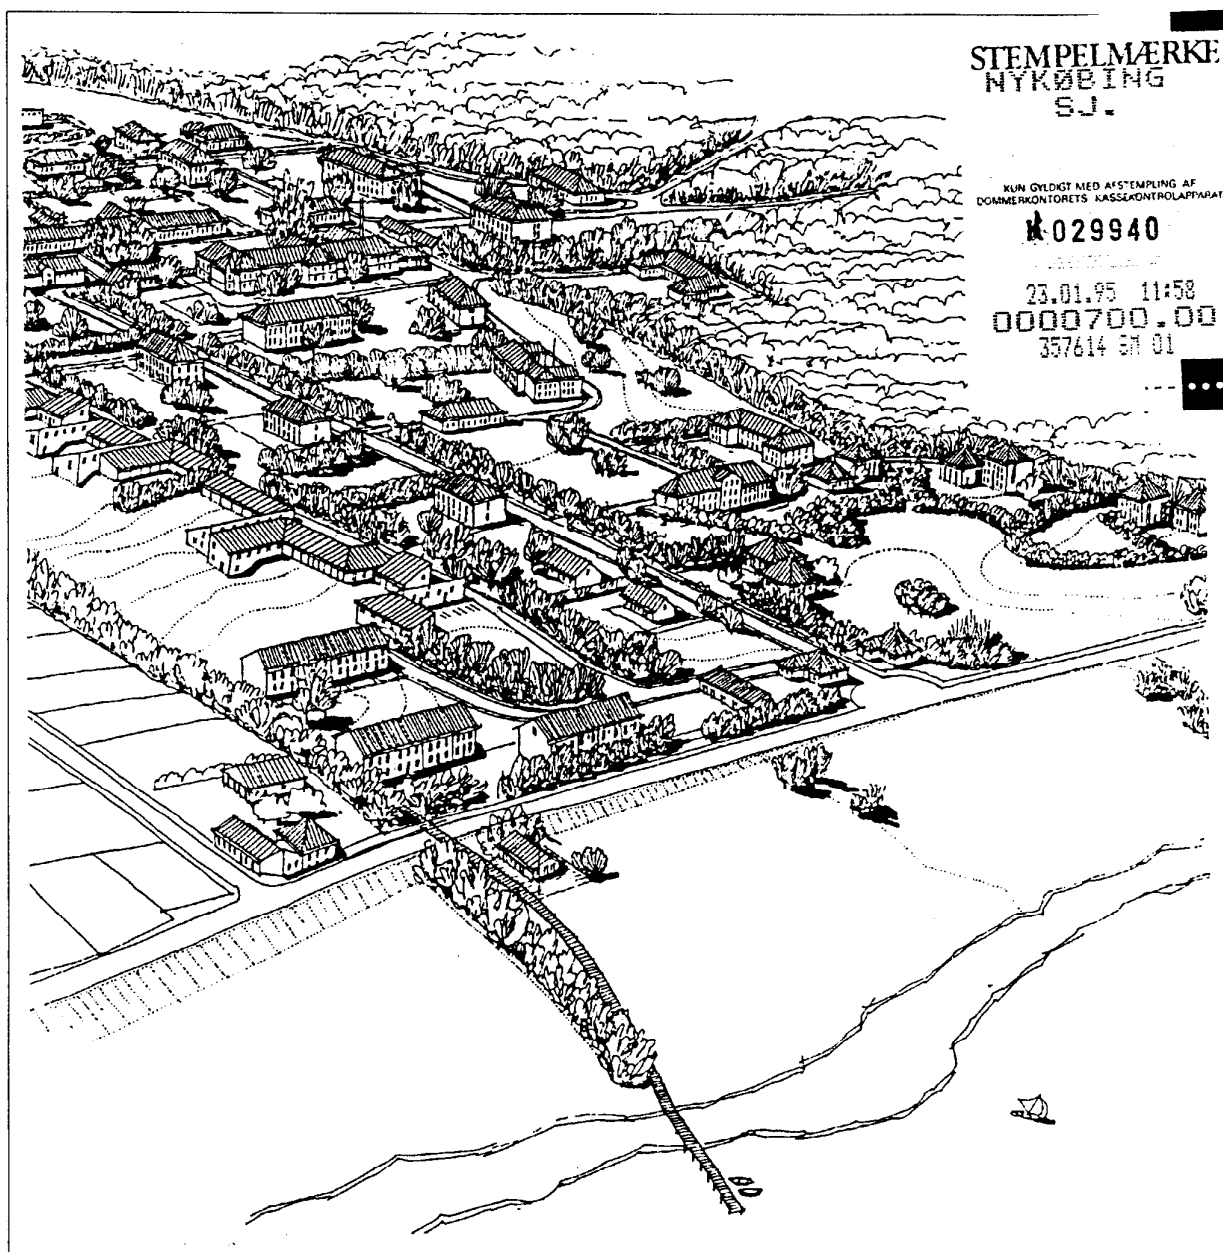 STEMPELMÆRKE
NYKØBING
SJ.
KUN GYLDIGT MED AFSTEMPLING AF
DOMMERKONTORETS KASSEKONTROLAPPARAT
029940
23.01.95 11:58
0000700.00
357614 SM 01